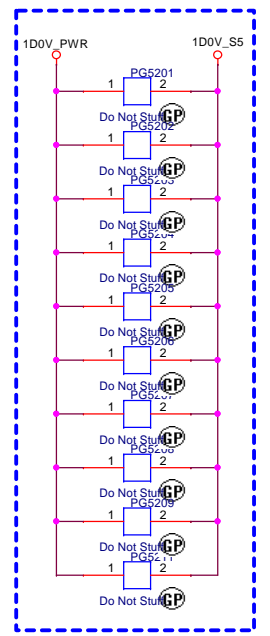 1D0V_PWR 1D0V_S5
PG5201
1 2
Do Not Stuff GP
PG5202
1 2
Do Not Stuff GP
PG5203
1 2
Do Not Stuff GP
PG5204
1 2
Do Not Stuff GP
PG5205
1 2
Do Not Stuff GP
PG5206
1 2
Do Not Stuff GP
PG5207
1 2
Do Not Stuff GP
PG5208
1 2
Do Not Stuff GP
PG5209
1 2
Do Not Stuff GP
PG5211
1 2
Do Not Stuff GP